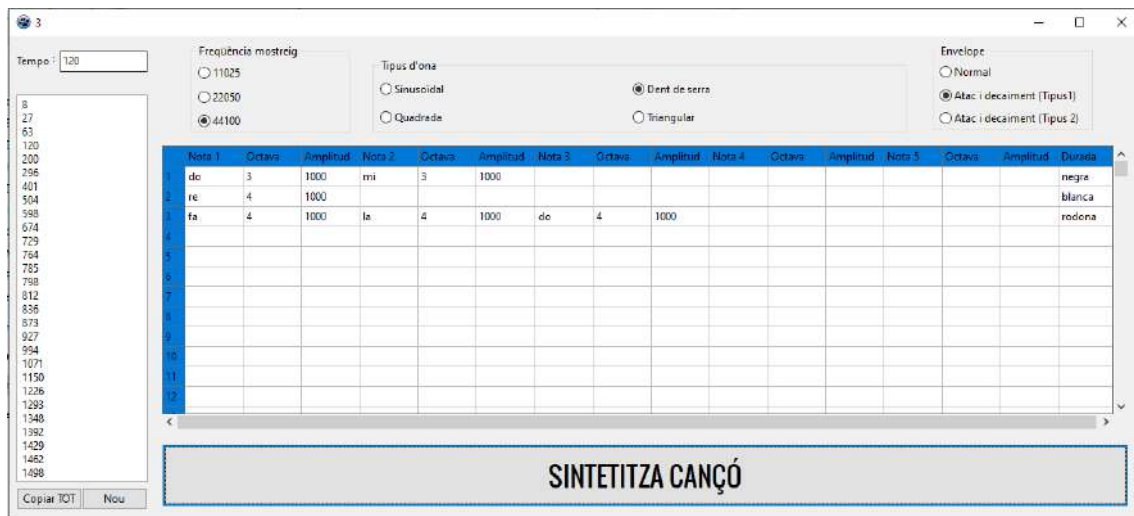 3
Tempo : 120
Freqüència mostreig
11025
22050
44100
Tipus d'ona
Sinusoïdal
Dent de serra
Quadrada
Triangular
Envelope
Normal
Atac i decaiment (Tipus1)
Atac i decaiment (Tipus 2)
8
27
63
120
200
296
401
504
598
674
729
764
785
798
812
836
873
927
994
1071
1150
1226
1293
1348
1392
1429
1462
1498
Nota 1 Octava Amplitud Nota 2 Octava Amplitud Nota 3 Octava Amplitud Nota 4 Octava Amplitud Nota 5 Octava Amplitud Durada
1 do 3 1000 mi 3 1000 negra
2 re 4 1000 blanca
3 fa 4 1000 la 4 1000 do 4 1000 rodona
4
5
6
7
8
9
10
11
12
Copiar TOT Nou
SINTETITZA CANÇÓ